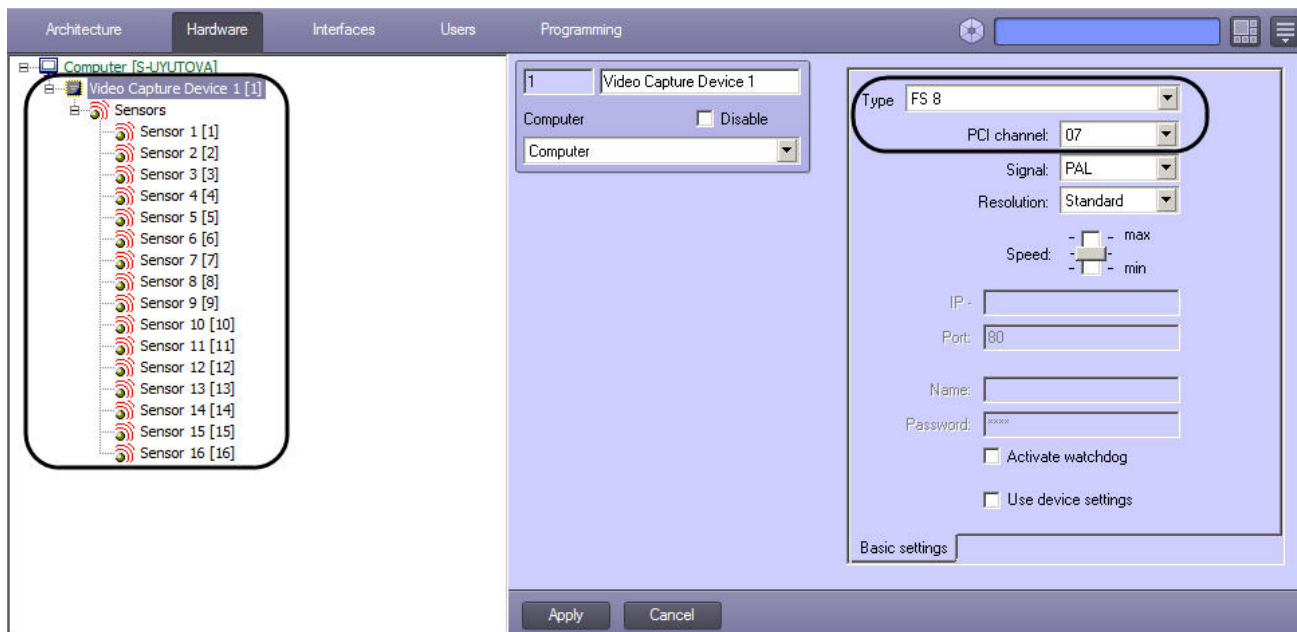 Architecture Hardware Interfaces Users Programming
Computer [S-UYUTOVA]
Video Capture Device 1 [1]
Sensors
Sensor 1 [1]
Sensor 2 [2]
Sensor 3 [3]
Sensor 4 [4]
Sensor 5 [5]
Sensor 6 [6]
Sensor 7 [7]
Sensor 8 [8]
Sensor 9 [9]
Sensor 10 [10]
Sensor 11 [11]
Sensor 12 [12]
Sensor 13 [13]
Sensor 14 [14]
Sensor 15 [15]
Sensor 16 [16]
1 Video Capture Device 1
Computer Disable
Computer
Type FS 8
PCI channel: 07
Signal: PAL
Resolution: Standard
max
Speed:
min
IP -
Port: 80
Name:
Password: ****
Activate watchdog
Use device settings
Basic settings
Apply Cancel